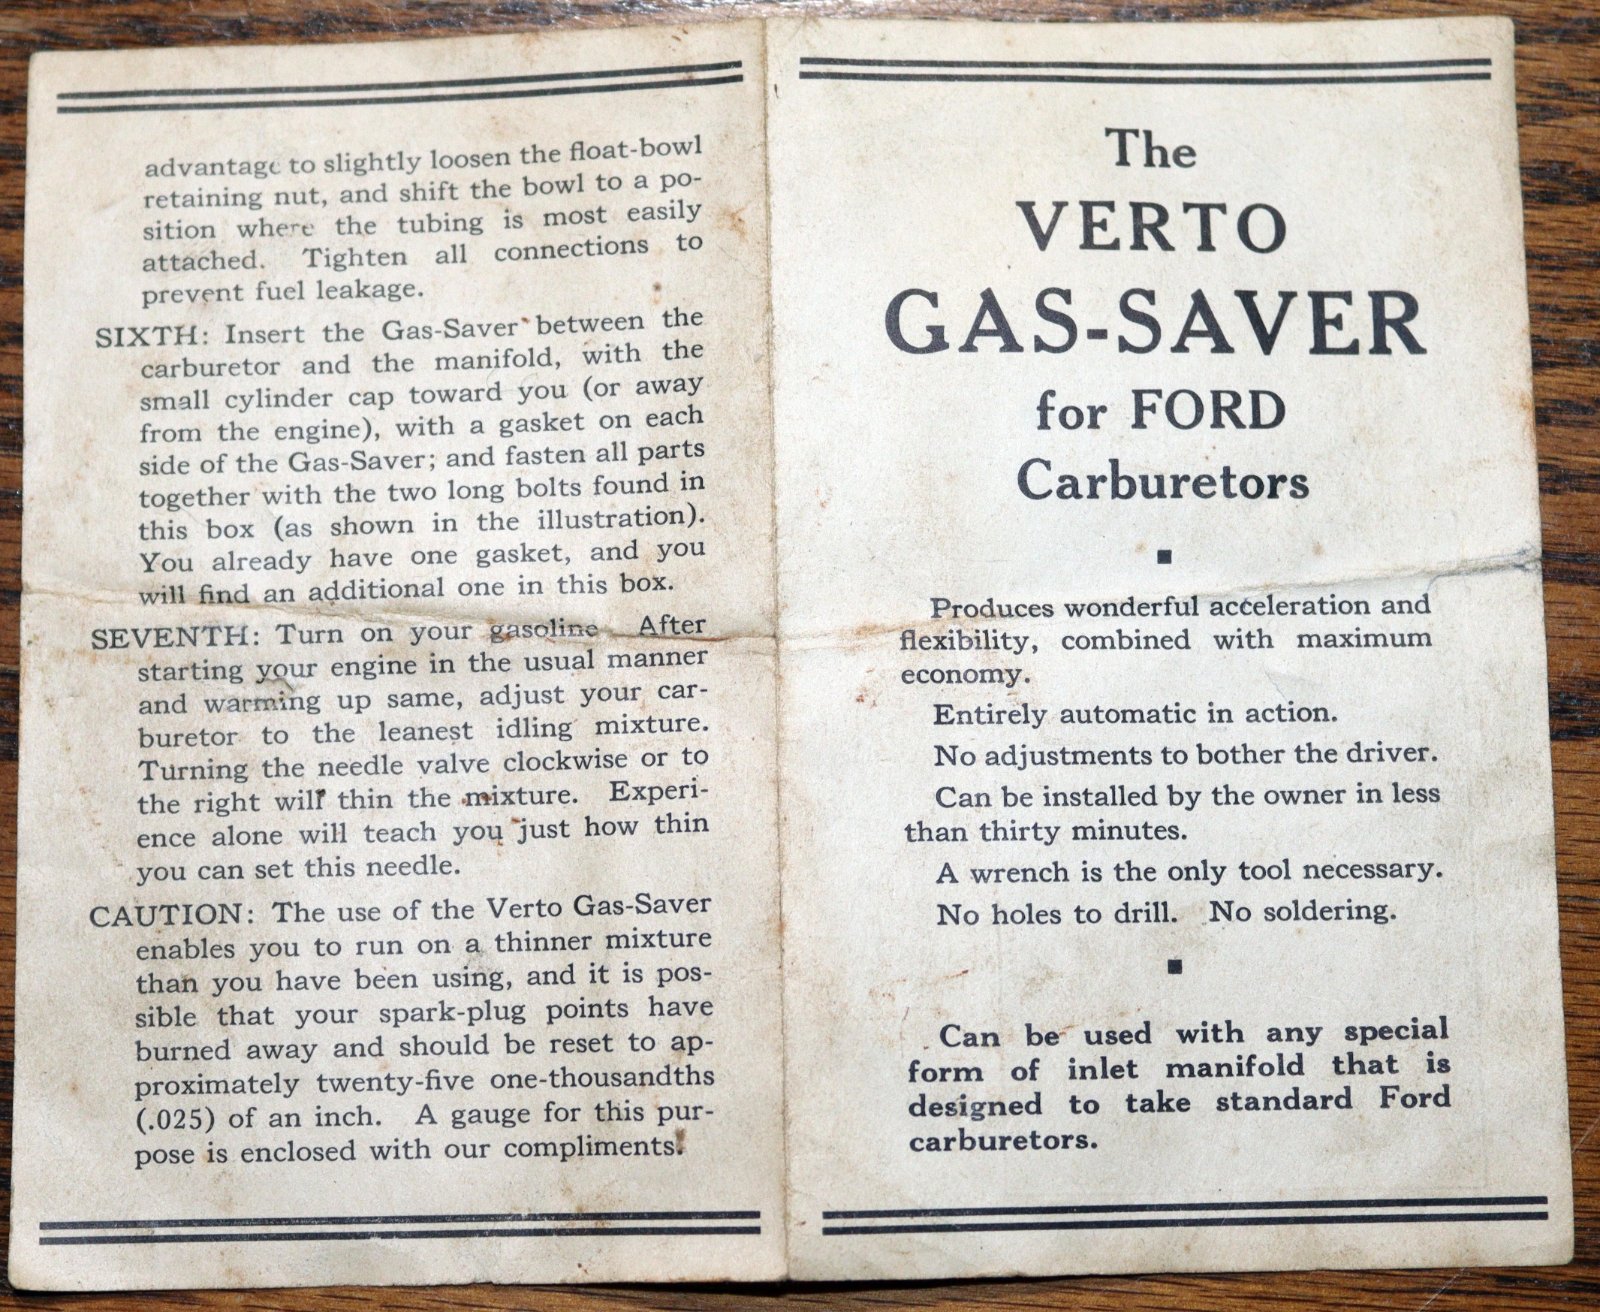 advantage to slightly loosen the float-bowl
retaining nut, and shift the bowl to a po-
sition where the tubing is most easily
attached. Tighten all connections to
prevent fuel leakage.
SIXTH: Insert the Gas-Saver between the
carburetor and the manifold, with the
small cylinder cap toward you (or away
from the engine), with a gasket on each
side of the Gas-Saver; and fasten all parts
together with the two long bolts found in
this box (as shown in the illustration).
You already have one gasket, and you
will find an additional one in this box.
SEVENTH: Turn on your gasoline After
starting your engine in the usual manner
and warming up same, adjust your car-
buretor to the leanest idling mixture.
Turning the needle valve clockwise or to
the right will thin the mixture. Experi-
ence alone will teach you just how thin
you can set this needle.
CAUTION: The use of the Verto Gas-Saver
enables you to run on a thinner mixture
than you have been using, and it is pos-
sible that your spark-plug points have
burned away and should be reset to ap-
proximately twenty-five one-thousandths
(.025) of an inch. A gauge for this pur-
pose is enclosed with our compliments.
The
VERTO
GAS-SAVER
for FORD
Carburetors
Produces wonderful acceleration and
flexibility, combined with maximum
economy.
Entirely automatic in action.
No adjustments to bother the driver.
Can be installed by the owner in less
than thirty minutes.
A wrench is the only tool necessary.
No holes to drill. No soldering.
Can be used with any special
form of inlet manifold that is
designed to take standard Ford
carburetors.